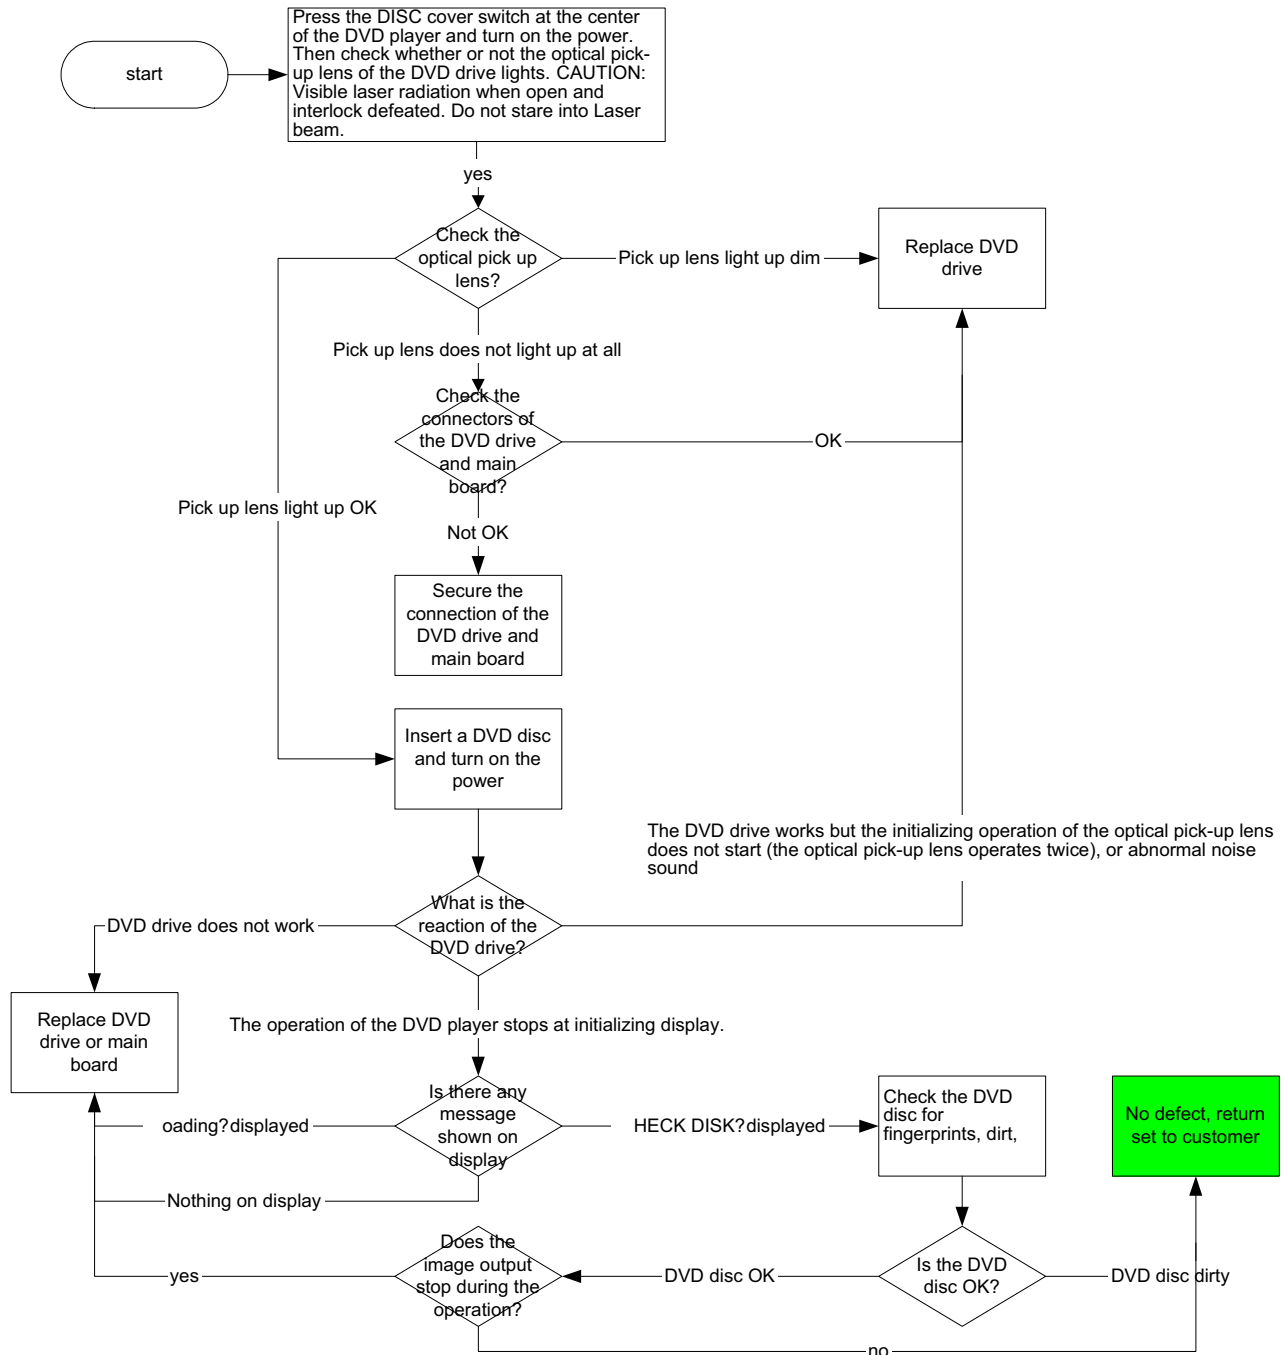 Press the DISC cover switch at the center
of the DVD player and turn on the power.
Then check whether or not the optical pick-
up lens of the DVD drive lights. CAUTION:
Visible laser radiation when open and
interlock defeated. Do not stare into Laser
beam.
start
yes
Check the
optical pick up
lens?
Pick up lens light up dim
Replace DVD
drive
Pick up lens does not light up at all
Check the
connectors of
the DVD drive
and main
board?
OK
Pick up lens light up OK
Not OK
Secure the
connection of the
DVD drive and
main board
Insert a DVD disc
and turn on the
power
The DVD drive works but the initializing operation of the optical pick-up lens
does not start (the optical pick-up lens operates twice), or abnormal noise
sound
What is the
reaction of the
DVD drive?
DVD drive does not work
Replace DVD
drive or main
board
The operation of the DVD player stops at initializing display.
Is there any
message
shown on
display
oading?displayed
HECK DISK?displayed
Check the DVD
disc for
fingerprints, dirt,
No defect, return
set to customer
Nothing on display
Does the
image output
stop during the
operation?
yes
DVD disc OK
Is the DVD
disc OK?
DVD disc dirty
no